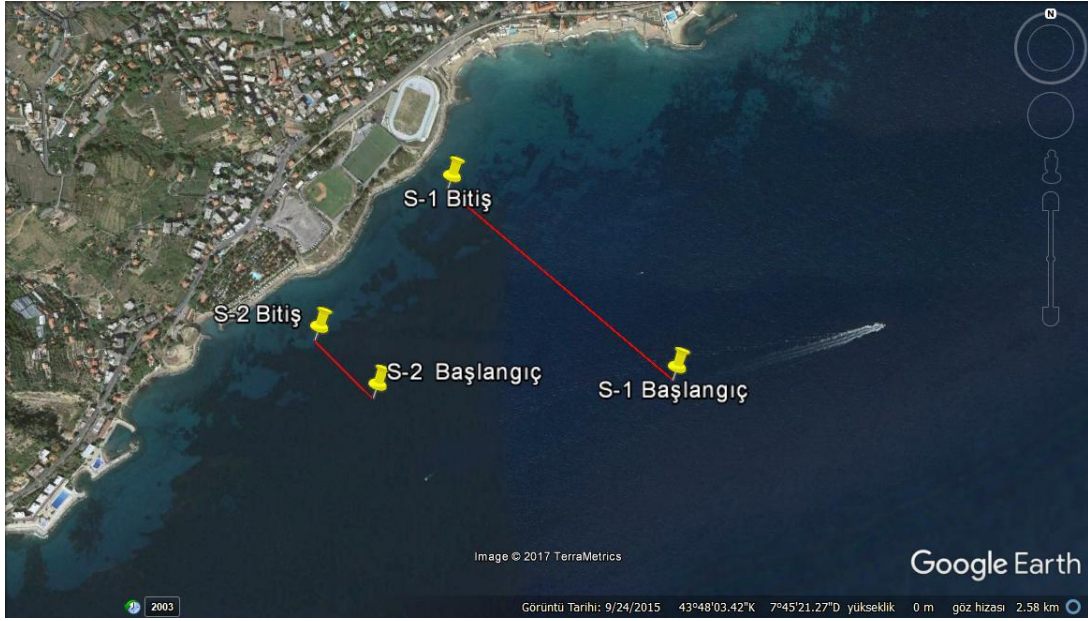 N
S-1 Bitiş
S-2 Bitiş
S-2 Başlangıç
S-1 Başlangıç
Image © 2017 TerraMetrics
Google Earth
2003
Görüntü Tarihi: 9/24/2015 43°48'03.42"K 7°45'21.27"D yükseklik 0 m göz hizası 2.58 km